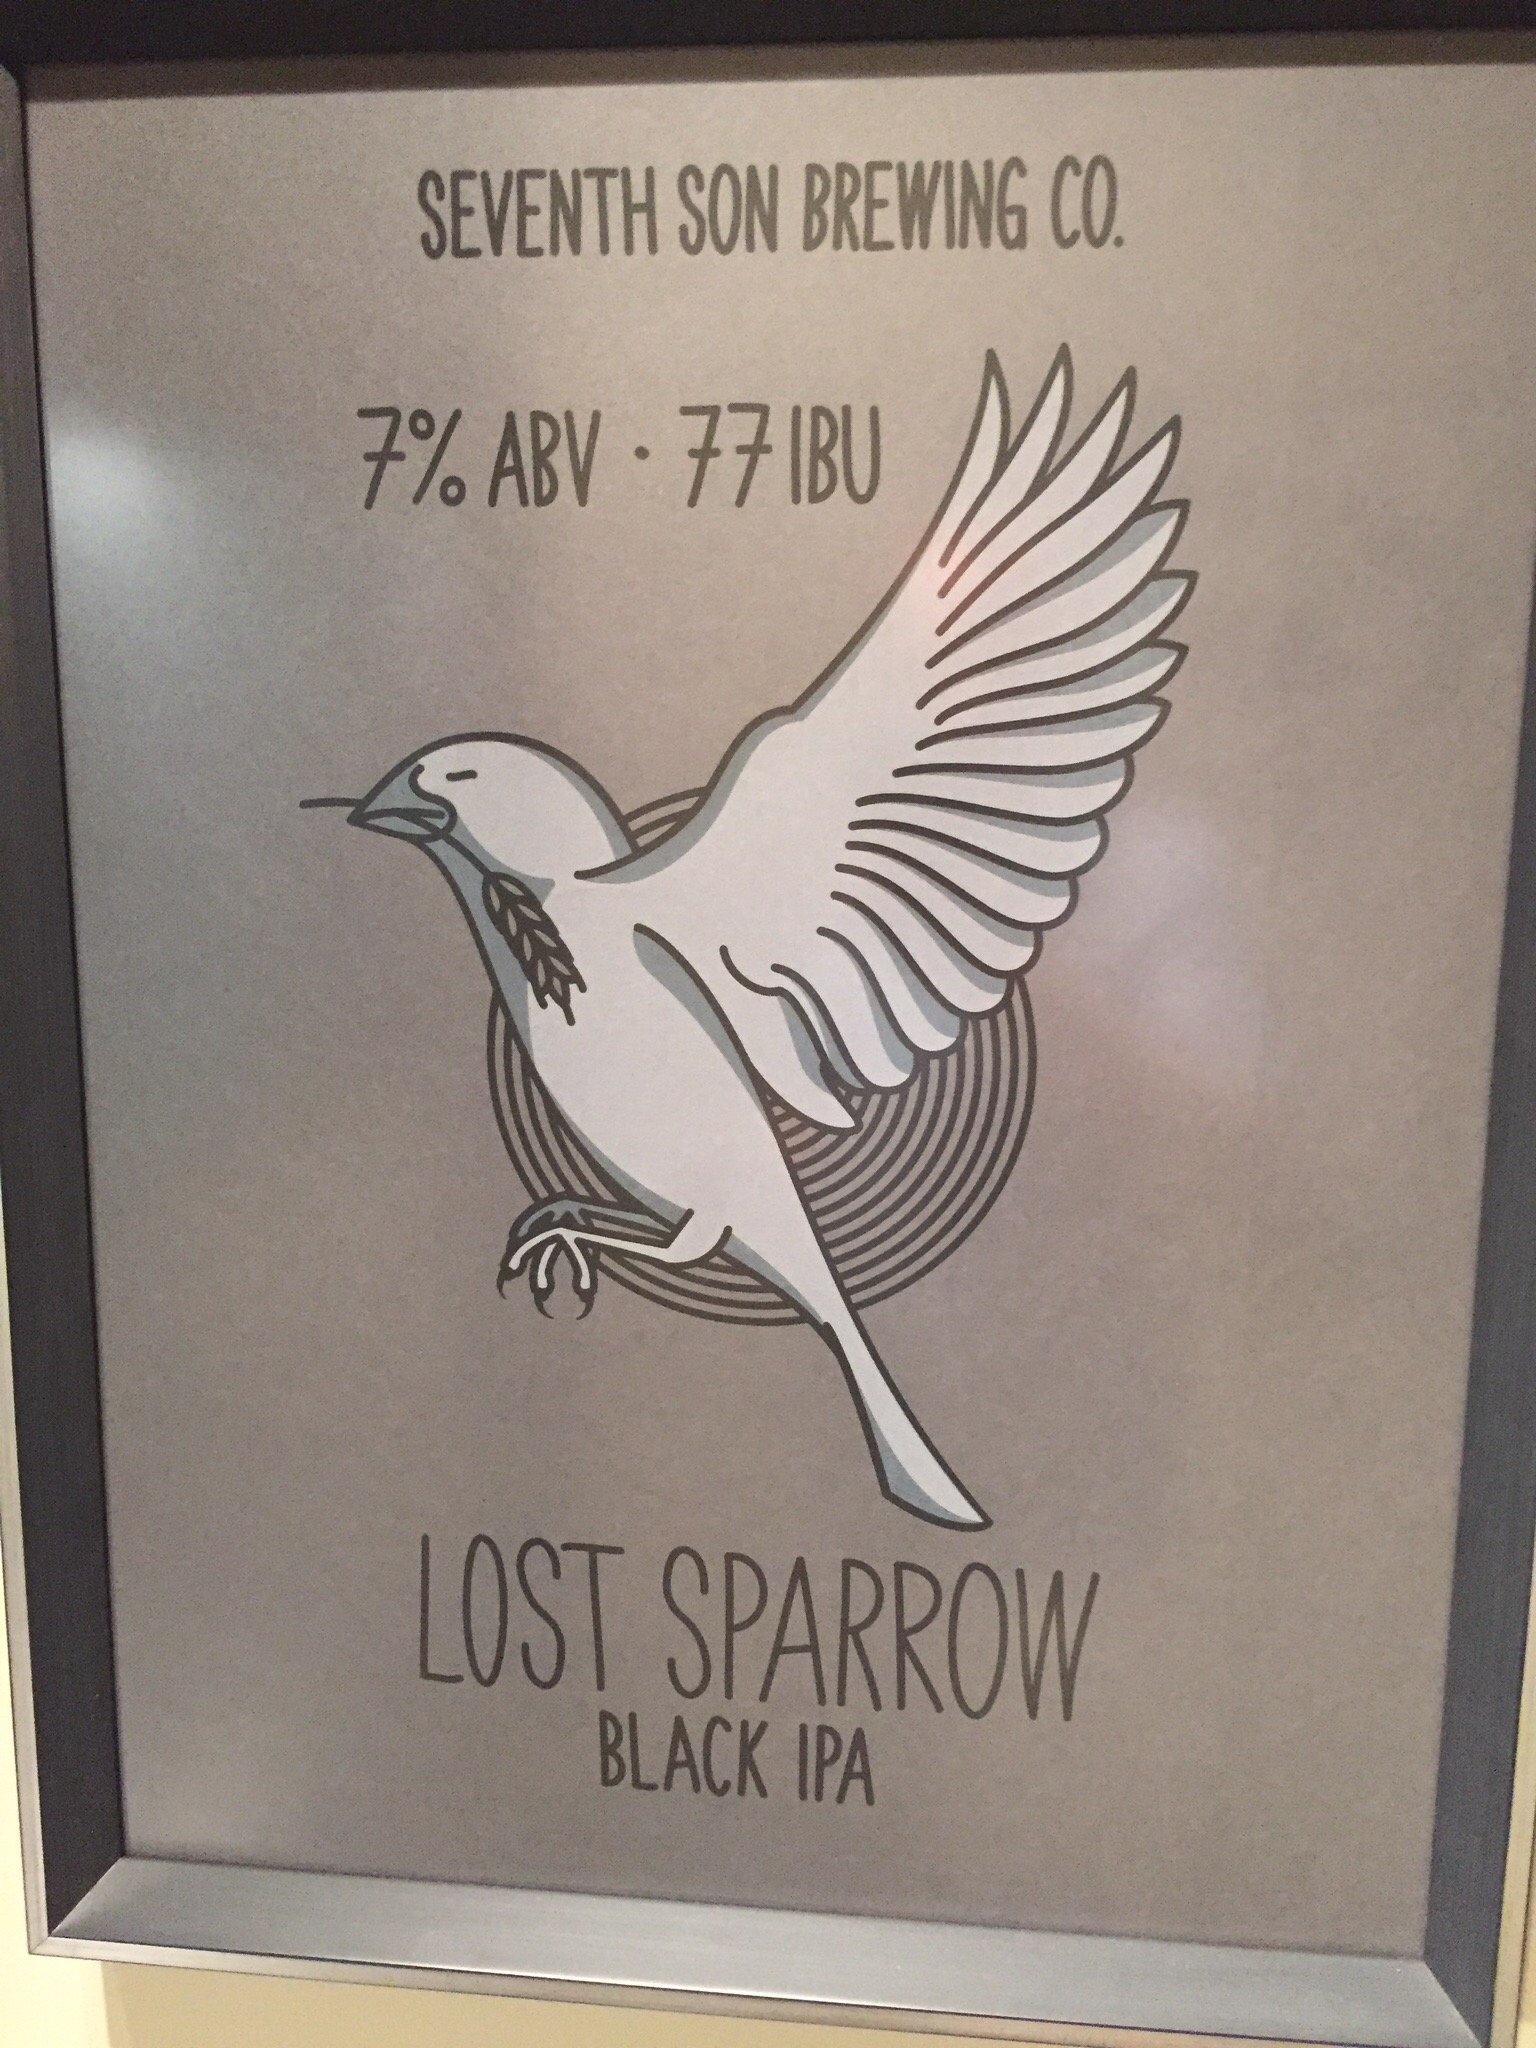 SEVENTH SON BREWING CO.
7% ABV · 77 IBU
LOST SPARROW
BLACK IPA